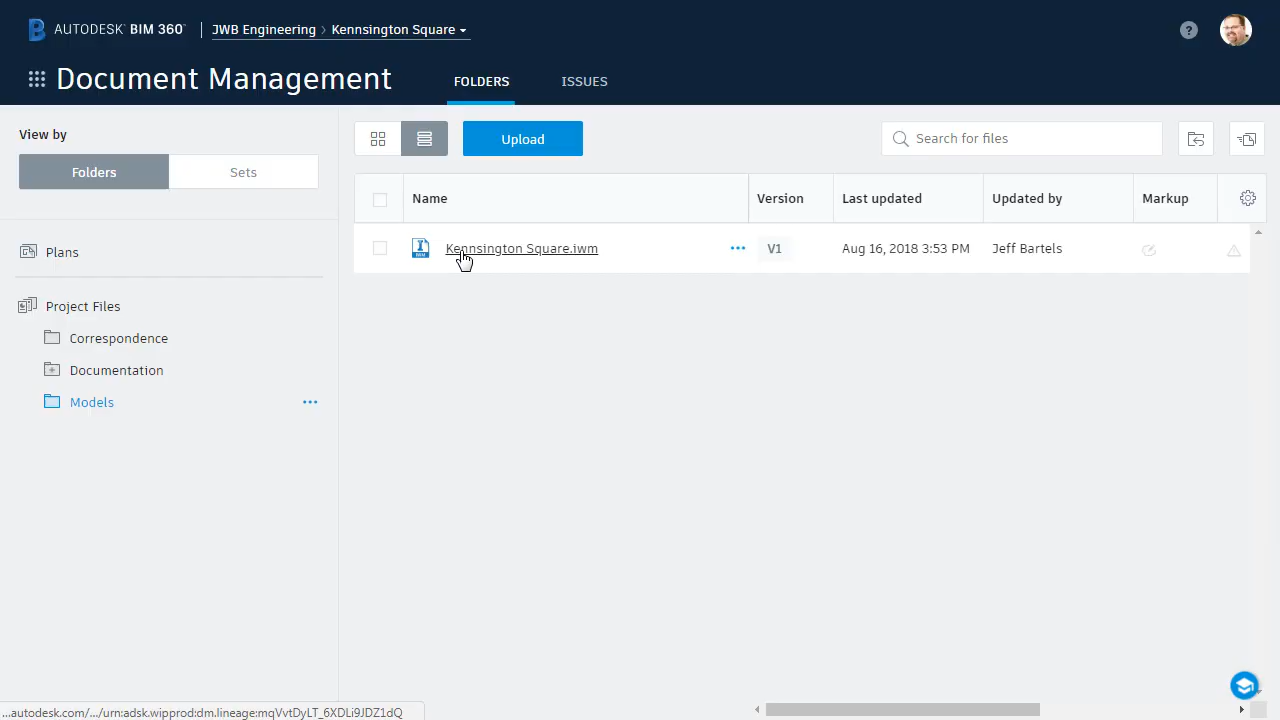 AUTODESK BIM 360 JWB Engineering > Kennsington Square
?
Document Management FOLDERS ISSUES
View by
Folders Sets
Upload
Search for files
Name Version Last updated Updated by Markup
Plans
Kennsington Square.iwm ... V1 Aug 16, 2018 3:53 PM Jeff Bartels
Project Files
Correspondence
Documentation
Models ...
...autodesk.com/.../urn:adsk.wipprod:dm.lineage:mqVvtDyLT_6XDLi9JDZ1dQ